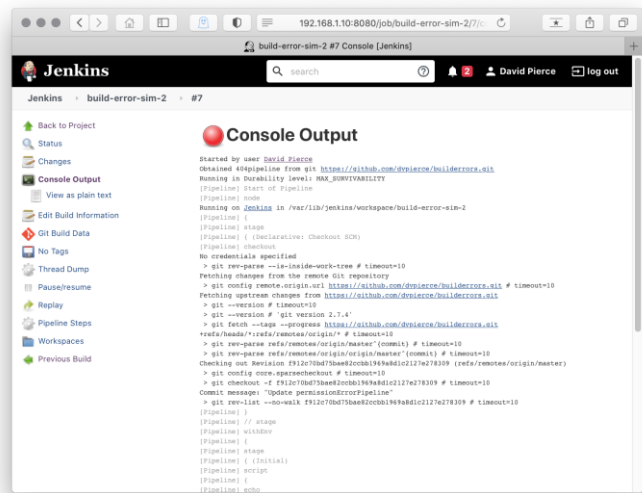 192.168.1.10:8080/job/build-error-sim-2/7/c
build-error-sim-2 #7 Console [Jenkins]
Jenkins
search
2
David Pierce
log out
Jenkins
build-error-sim-2
#7
Back to Project
Status
Changes
Console Output
View as plain text
Edit Build Information
Git Build Data
No Tags
Thread Dump
Pause/resume
Replay
Pipeline Steps
Workspaces
Previous Build
Console Output
Started by user David Pierce
Obtained 404pipeline from git https://github.com/dvpierce/builderrors.git
Running in Durability level: MAX_SURVIVABILITY
[Pipeline] Start of Pipeline
[Pipeline] node
Running on Jenkins in /var/lib/jenkins/workspace/build-error-sim-2
[Pipeline] {
[Pipeline] stage
[Pipeline] { (Declarative: Checkout SCM)
[Pipeline] checkout
No credentials specified
> git rev-parse --is-inside-work-tree # timeout=10
Fetching changes from the remote Git repository
> git config remote.origin.url https://github.com/dvpierce/builderrors.git # timeout=10
Fetching upstream changes from https://github.com/dvpierce/builderrors.git
> git --version # timeout=10
> git --version # 'git version 2.7.4'
> git fetch --tags --progress https://github.com/dvpierce/builderrors.git
+refs/heads/*:refs/remotes/origin/* # timeout=10
> git rev-parse refs/remotes/origin/master^{commit} # timeout=10
> git rev-parse refs/remotes/origin/origin/master^{commit} # timeout=10
Checking out Revision f912c70bd75bae82ccbb1969a8d1c2127e278309 (refs/remotes/origin/master)
> git config core.sparsecheckout # timeout=10
> git checkout -f f912c70bd75bae82ccbb1969a8d1c2127e278309 # timeout=10
Commit message: "Update permissionErrorPipeline"
> git rev-list --no-walk f912c70bd75bae82ccbb1969a8d1c2127e278309 # timeout=10
[Pipeline] }
[Pipeline] // stage
[Pipeline] withEnv
[Pipeline] {
[Pipeline] stage
[Pipeline] { (Initial)
[Pipeline] script
[Pipeline] {
[Pipeline] echo